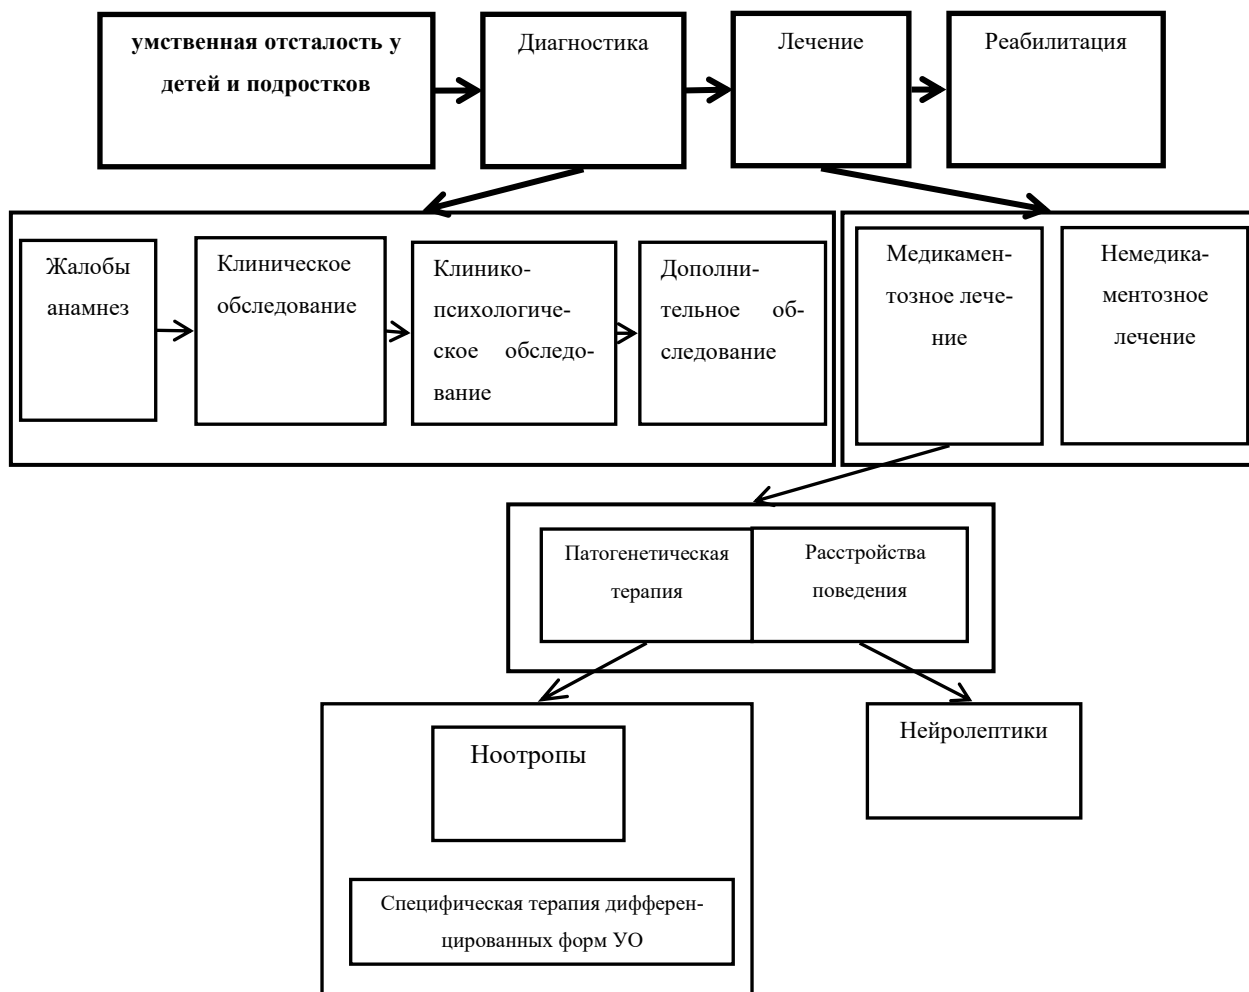 умственная отсталость у
детей и подростков
Диагностика
Лечение
Реабилитация
Жалобы
анамнез
Клиническое
обследование
Клинико-
психологиче-
ское обследо-
вание
Дополни-
тельное об-
следование
Медикамен-
тозное лече-
ние
Немедика-
ментозное
лечение
Патогенетическая
терапия
Расстройства
поведения
Ноотропы
Нейролептики
Специфическая терапия дифферен-
цированных форм УО